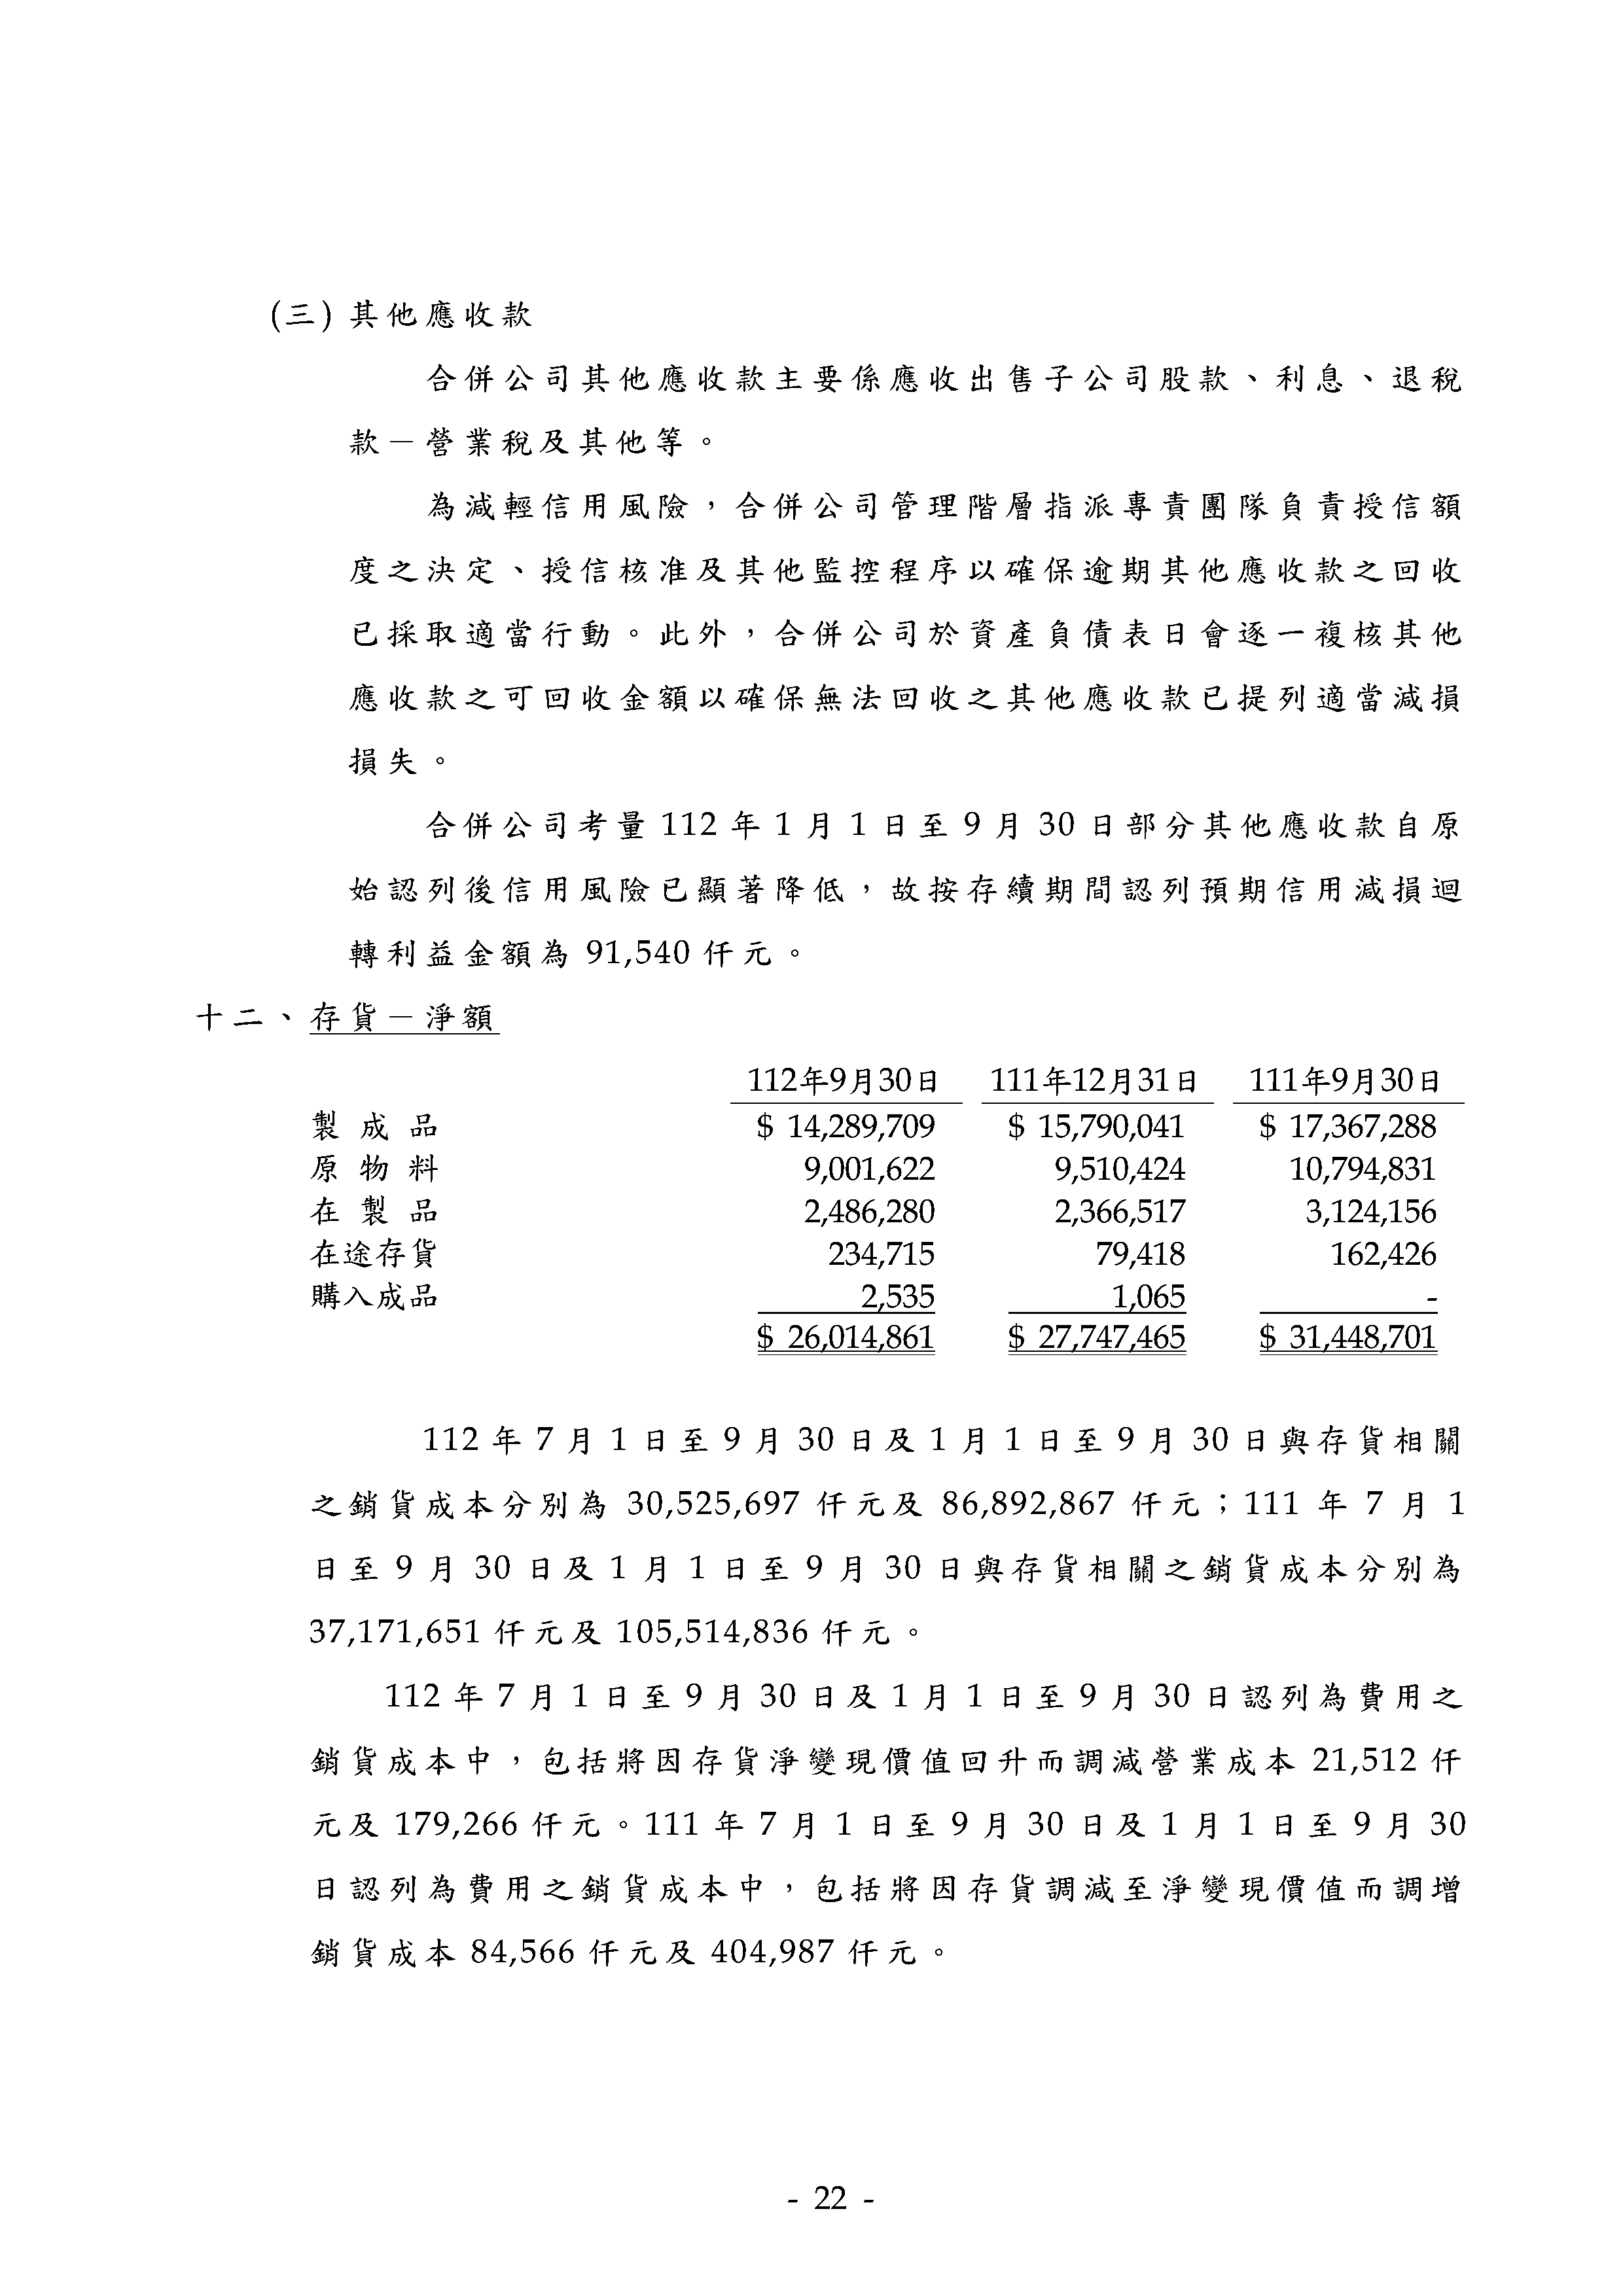 (三) 其他應收款
合併公司其他應收款主要係應收出售子公司股款、利息、退稅
款－營業稅及其他等。
為減輕信用風險，合併公司管理階層指派專責團隊負責授信額
度之決定、授信核准及其他監控程序以確保逾期其他應收款之回收
已採取適當行動。此外，合併公司於資產負債表日會逐一複核其他
應收款之可回收金額以確保無法回收之其他應收款已提列適當減損
損失。
合併公司考量 112 年 1 月 1 日至 9 月 30 日部分其他應收款自原
始認列後信用風險已顯著降低，故按存續期間認列預期信用減損迴
轉利益金額為 91,540 仟元。
十二、存貨－淨額
112年9月30日 111年12月31日 111年9月30日
製成品 $ 14,289,709 $ 15,790,041 $ 17,367,288
原物料 9,001,622 9,510,424 10,794,831
在製品 2,486,280 2,366,517 3,124,156
在途存貨 234,715 79,418 162,426
購入成品 2,535 1,065 -
$ 26,014,861 $ 27,747,465 $ 31,448,701
112 年 7 月 1 日至 9 月 30 日及 1 月 1 日至 9 月 30 日與存貨相關
之銷貨成本分別為 30,525,697 仟元及 86,892,867 仟元；111 年 7 月 1
日至 9 月 30 日及 1 月 1 日至 9 月 30 日與存貨相關之銷貨成本分別為
37,171,651 仟元及 105,514,836 仟元。
112 年 7 月 1 日至 9 月 30 日及 1 月 1 日至 9 月 30 日認列為費用之
銷貨成本中，包括將因存貨淨變現價值回升而調減營業成本 21,512 仟
元及 179,266 仟元。111 年 7 月 1 日至 9 月 30 日及 1 月 1 日至 9 月 30
日認列為費用之銷貨成本中，包括將因存貨調減至淨變現價值而調增
銷貨成本 84,566 仟元及 404,987 仟元。
- 22 -